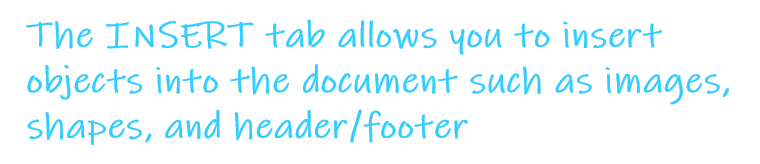 The INSERT tab allows you to insert
objects into the document such as images,
shapes, and header/footer